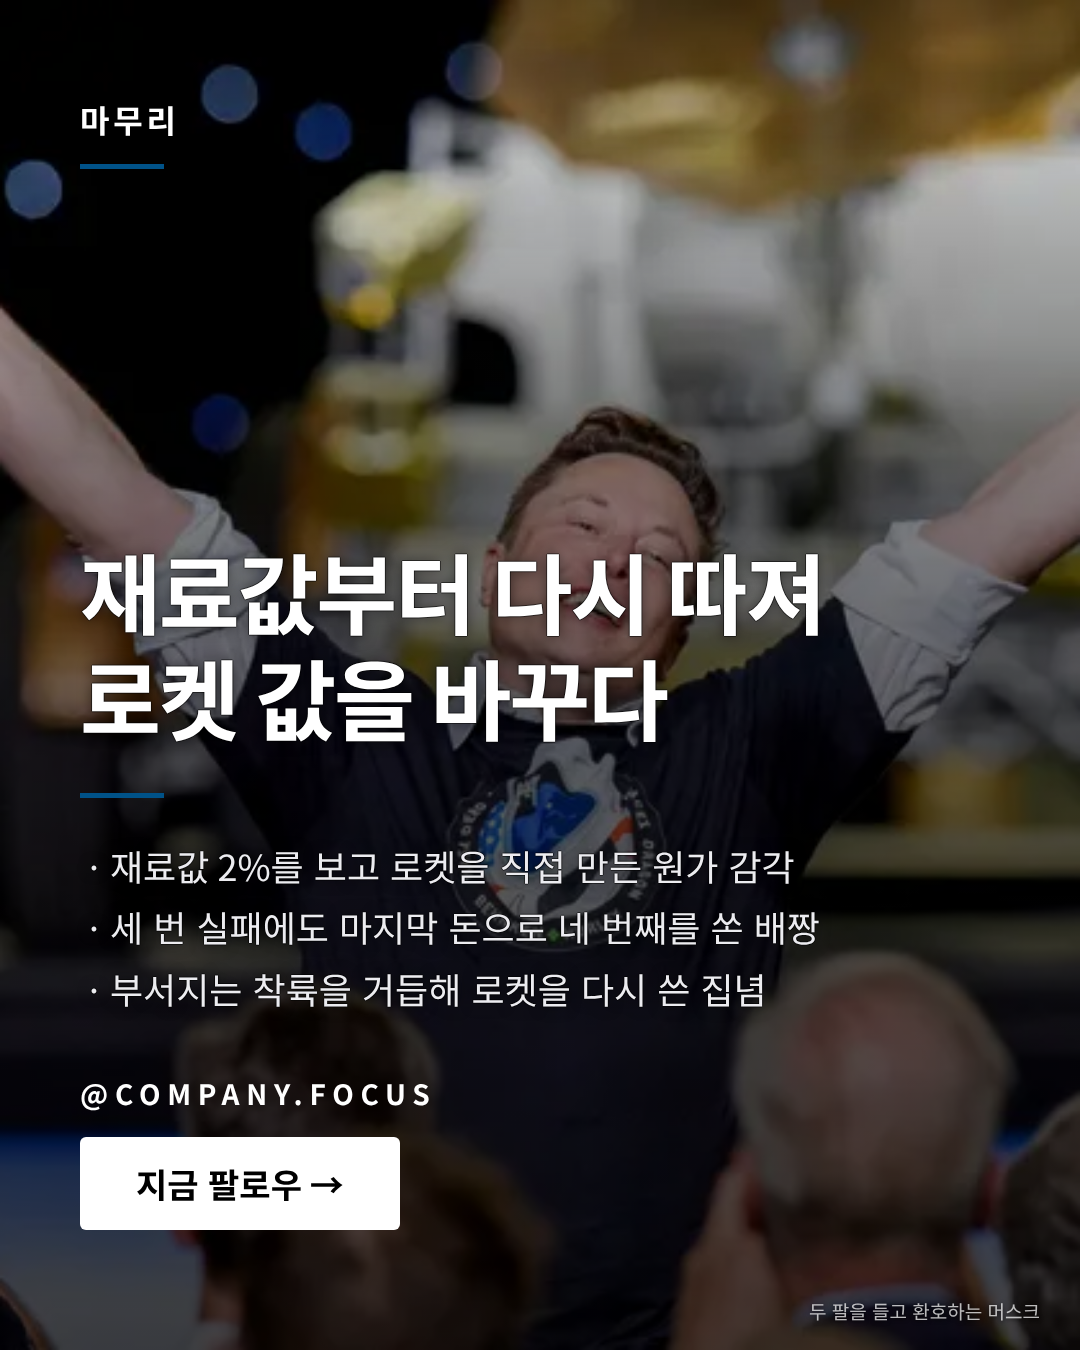 마무리
재료값부터 다시 따져
로켓 값을 바꾸다
· 재료값 2%를 보고 로켓을 직접 만든 원가 감각
· 세 번 실패에도 마지막 돈으로 네 번째를 쏜 배짱
· 부서지는 착륙을 거듭해 로켓을 다시 쓴 집념
@COMPANY.FOCUS
지금 팔로우 →
두 팔을 들고 환호하는 머스크